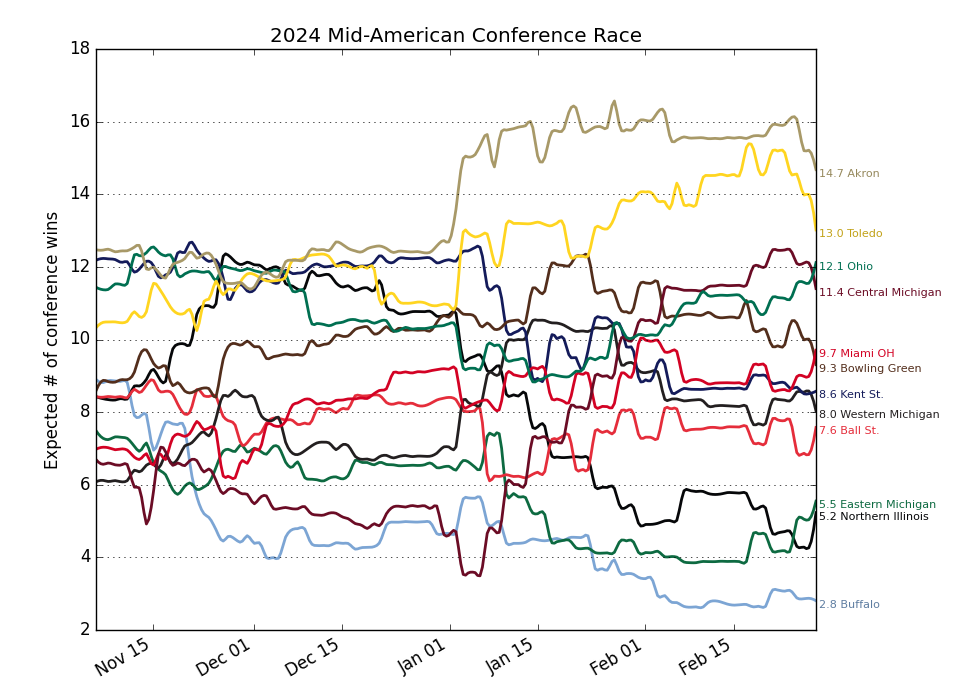 2024 Mid-American Conference Race
Expected # of conference wins
18
16
14
12
10
8
6
4
2
Nov 15
Dec 01
Dec 15
Jan 01
Jan 15
Feb 01
Feb 15
14.7 Akron
13.0 Toledo
12.1 Ohio
11.4 Central Michigan
9.7 Miami OH
9.3 Bowling Green
8.6 Kent St.
8.0 Western Michigan
7.6 Ball St.
5.5 Eastern Michigan
5.2 Northern Illinois
2.8 Buffalo